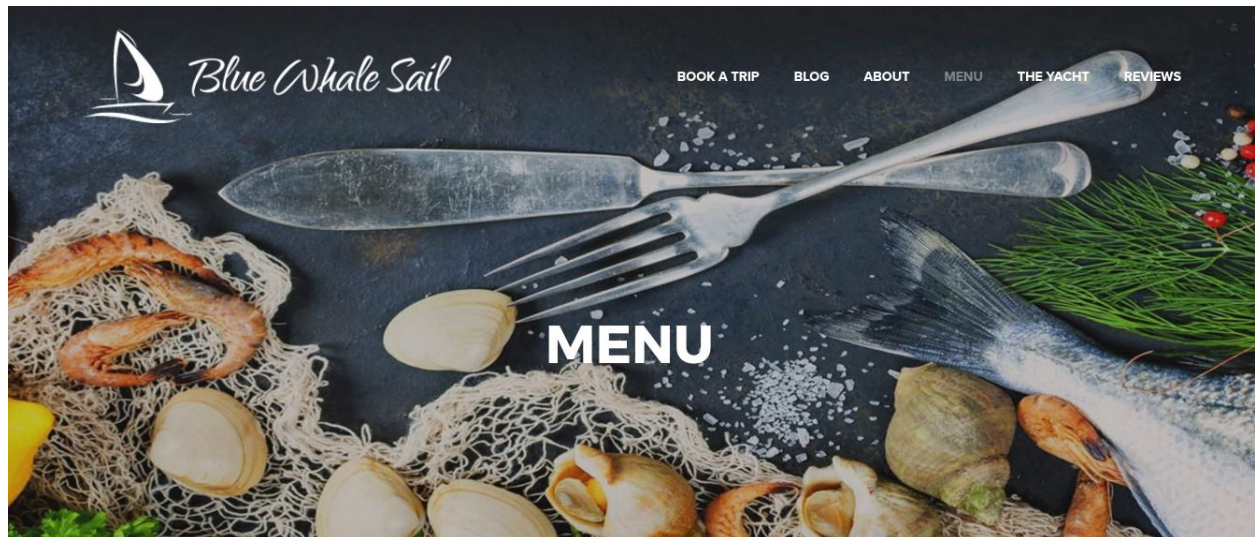 Blue Whale Sail
BOOK A TRIP BLOG ABOUT MENU THE YACHT REVIEWS
MENU